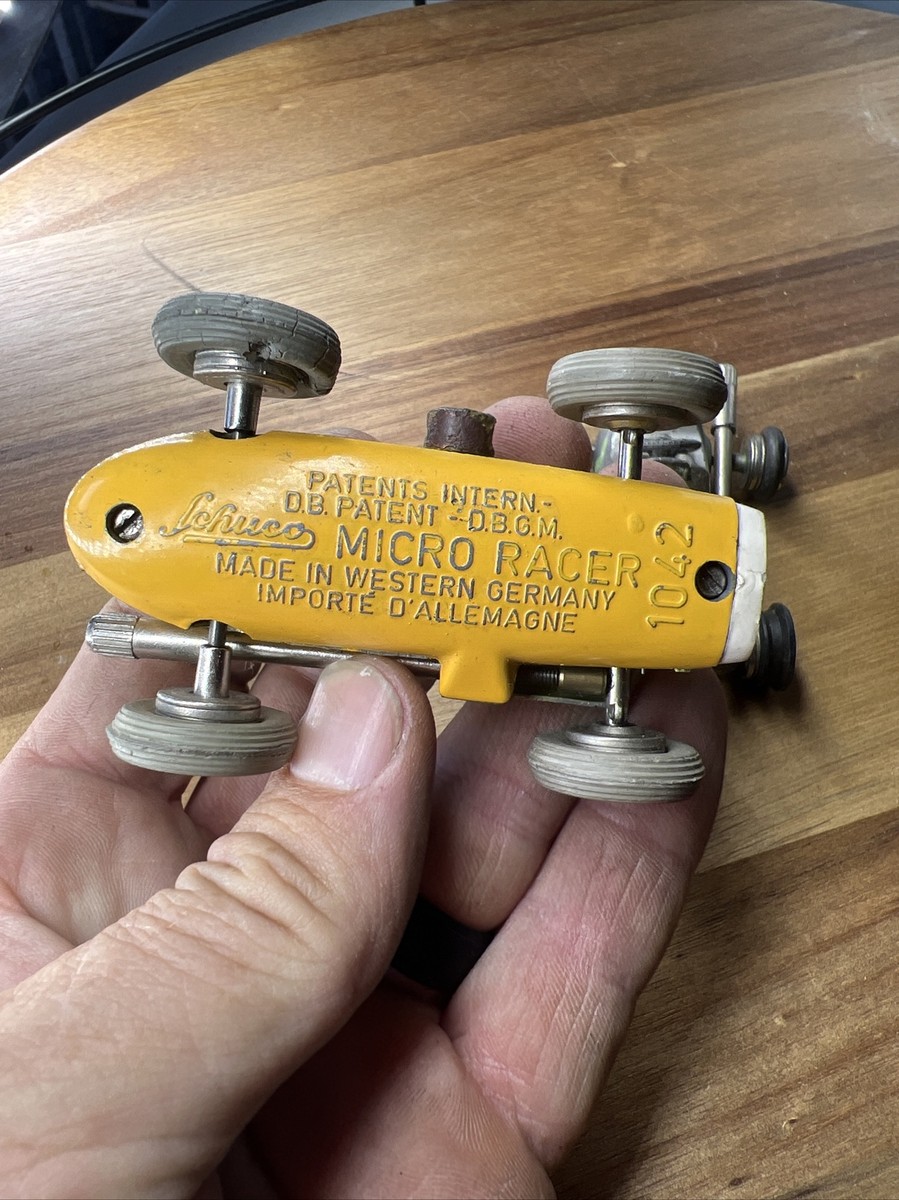 PATENTS INTERN.-
D.B. PATENT - D.B.G.M.
Schuco MICRO RACER
MADE IN WESTERN GERMANY
IMPORTÉ D'ALLEMAGNE
1042